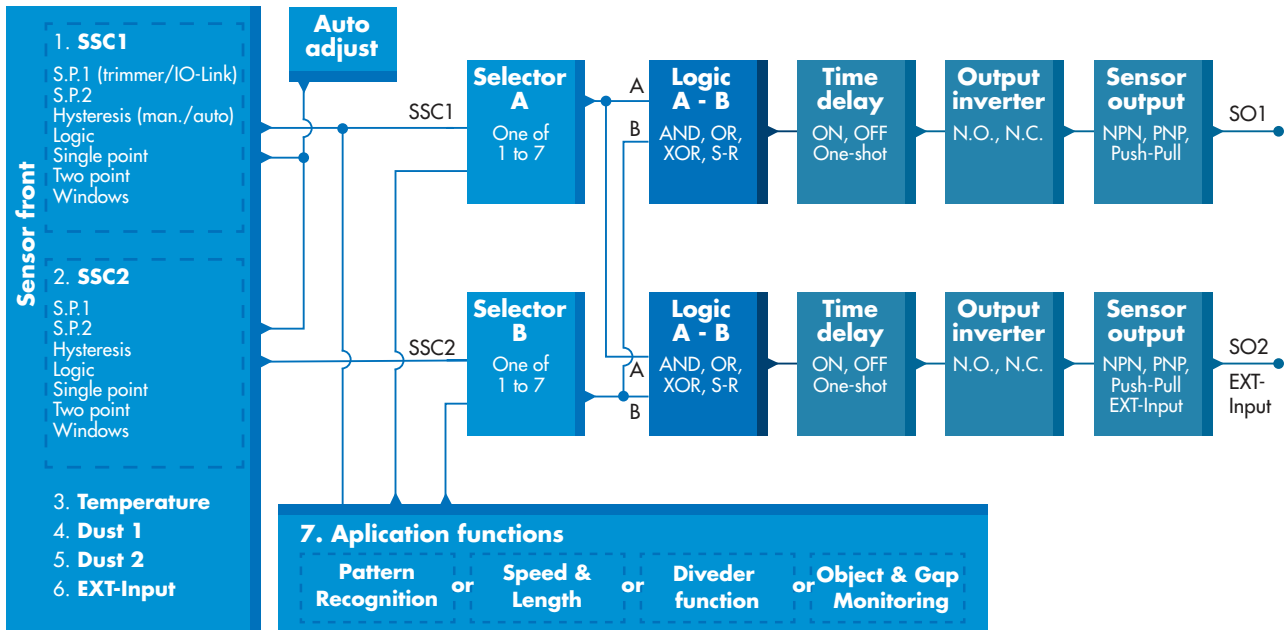 Sensor front
1. SSC1
S.P.1 (trimmer/IO-Link)
S.P.2
Hysteresis (man./auto)
Logic
Single point
Two point
Windows
2. SSC2
S.P.1
S.P.2
Hysteresis
Logic
Single point
Two point
Windows
3. Temperature
4. Dust 1
5. Dust 2
6. EXT-Input
Auto
adjust
SSC1
Selector
A
One of
1 to 7
A
B
Logic
A - B
AND, OR,
XOR, S-R
Time
delay
ON, OFF
One-shot
Output
inverter
N.O., N.C.
Sensor
output
NPN, PNP,
Push-Pull
SO1
SSC2
Selector
B
One of
1 to 7
A
B
Logic
A - B
AND, OR,
XOR, S-R
Time
delay
ON, OFF
One-shot
Output
inverter
N.O., N.C.
Sensor
output
NPN, PNP,
Push-Pull
EXT-Input
SO2
EXT-
Input
7. Aplication functions
Pattern
Recognition
or
Speed &
Length
or
Diveder
function
or
Object & Gap
Monitoring